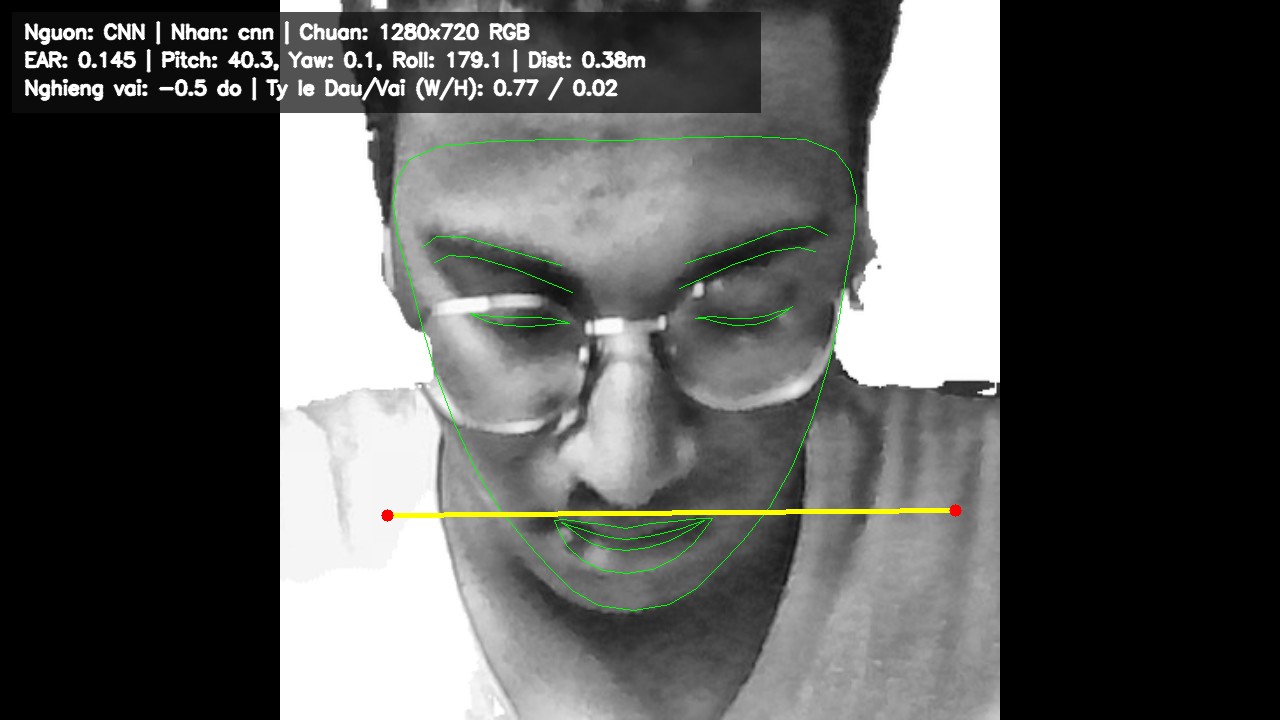 Nguon: CNN | Nhan: cnn | Chuan: 1280x720 RGB
EAR: 0.145 | Pitch: 40.3, Yaw: 0.1, Roll: 179.1 | Dist: 0.38m
Nghieng vai: -0.5 do | Ty le Dau/Vai (W/H): 0.77 / 0.02